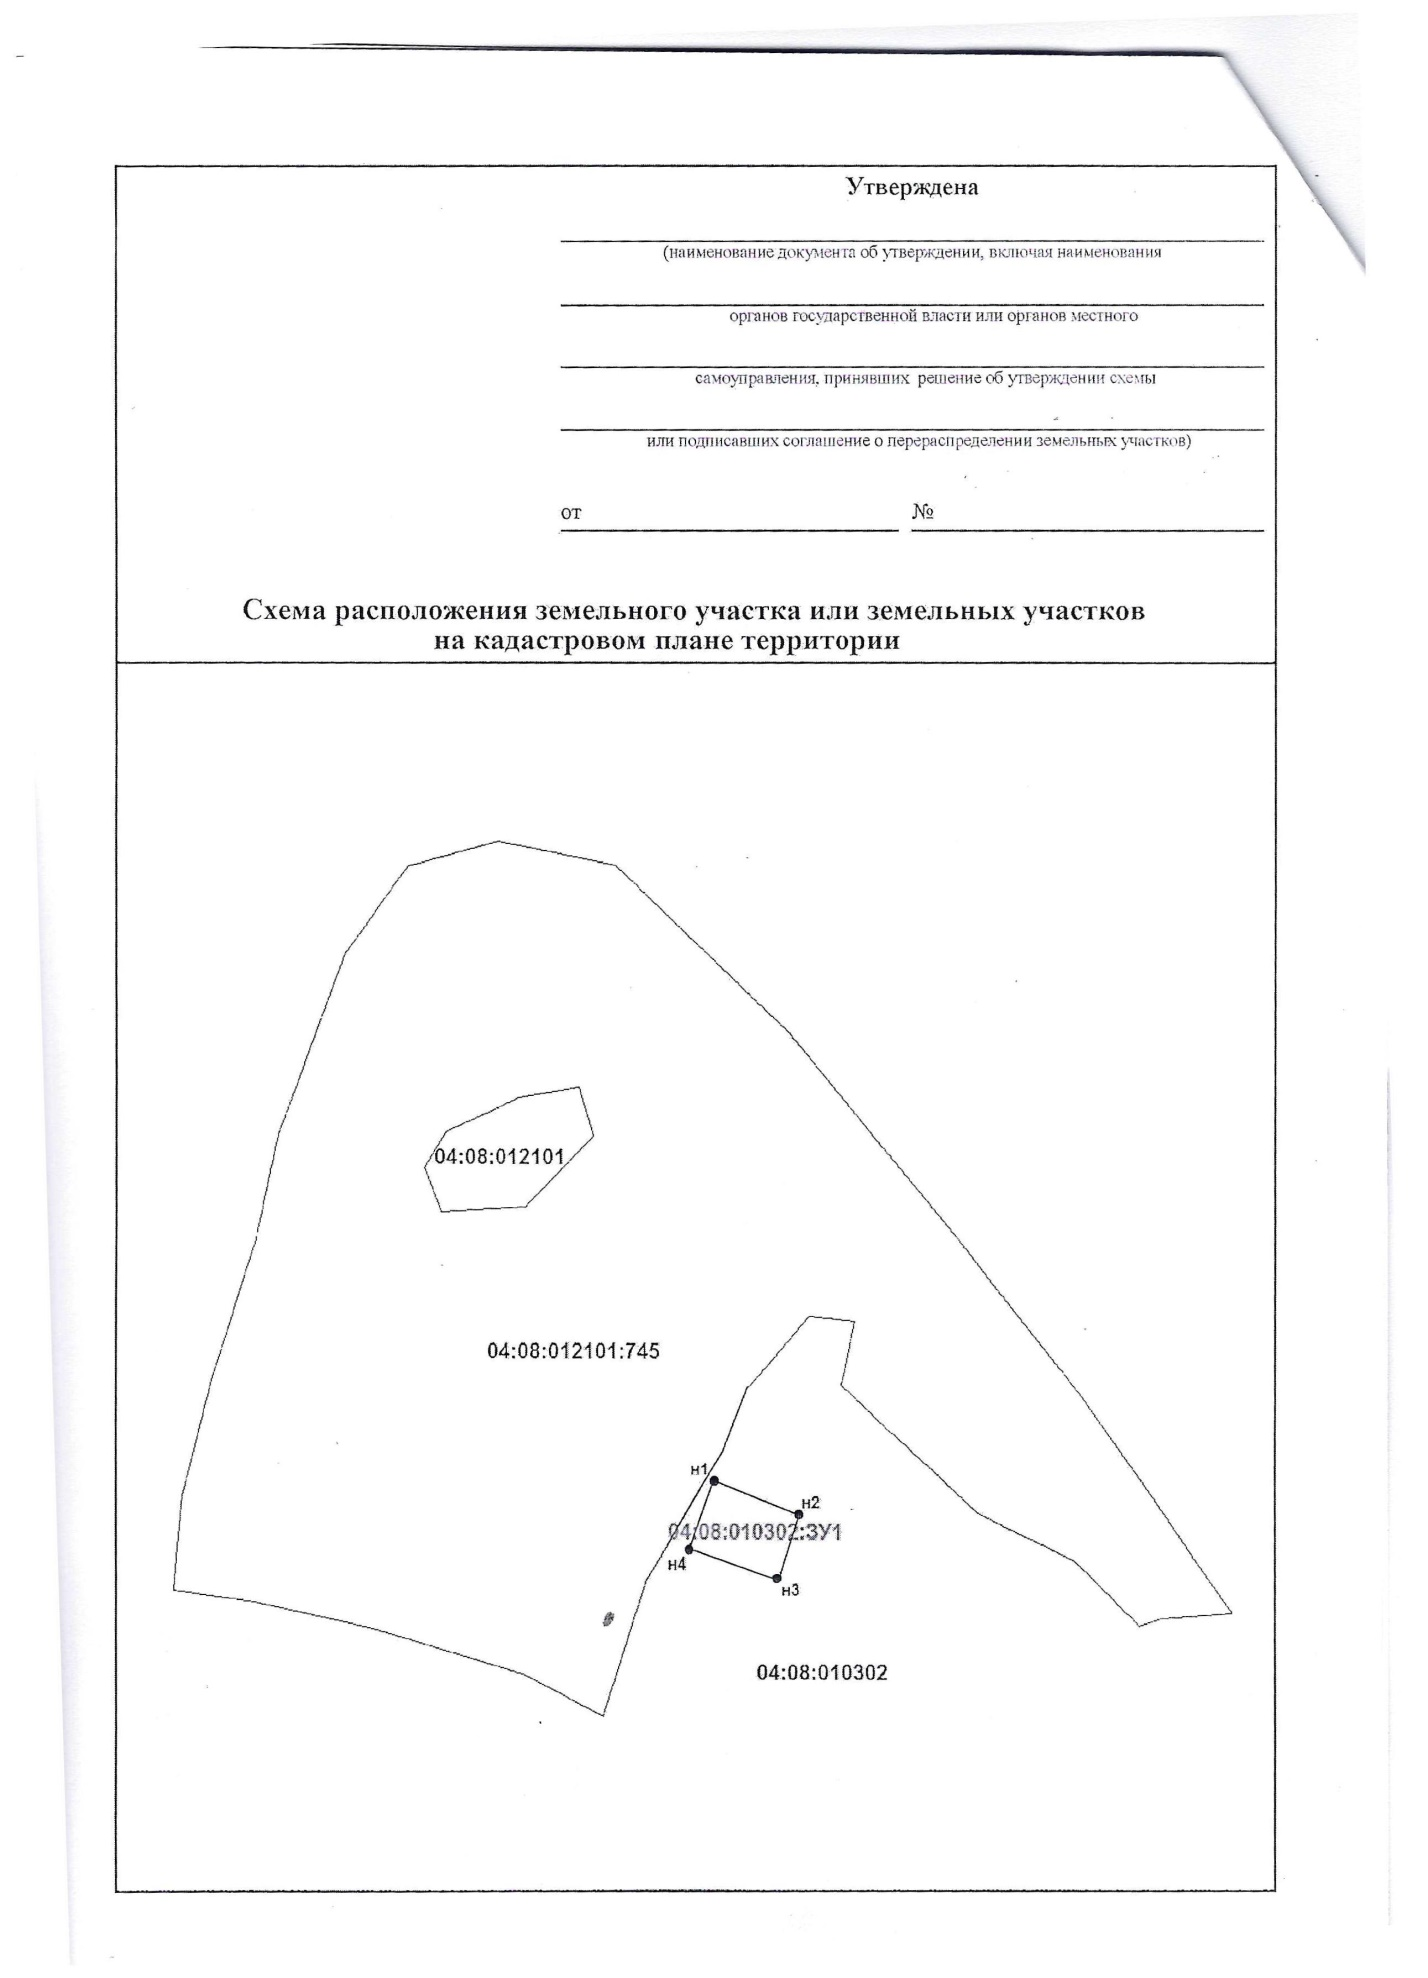 Утверждена
(наименование документа об утверждении, включая наименования
органов государственной власти или органов местного
самоуправления, принявших решение об утверждении схемы
или подписавших соглашение о перераспределении земельных участков)
от №
Схема расположения земельного участка или земельных участков
на кадастровом плане территории
04:08:012101
04:08:012101:745
н1
н2
04:08:010302:ЗУ1
н4
н3
04:08:010302